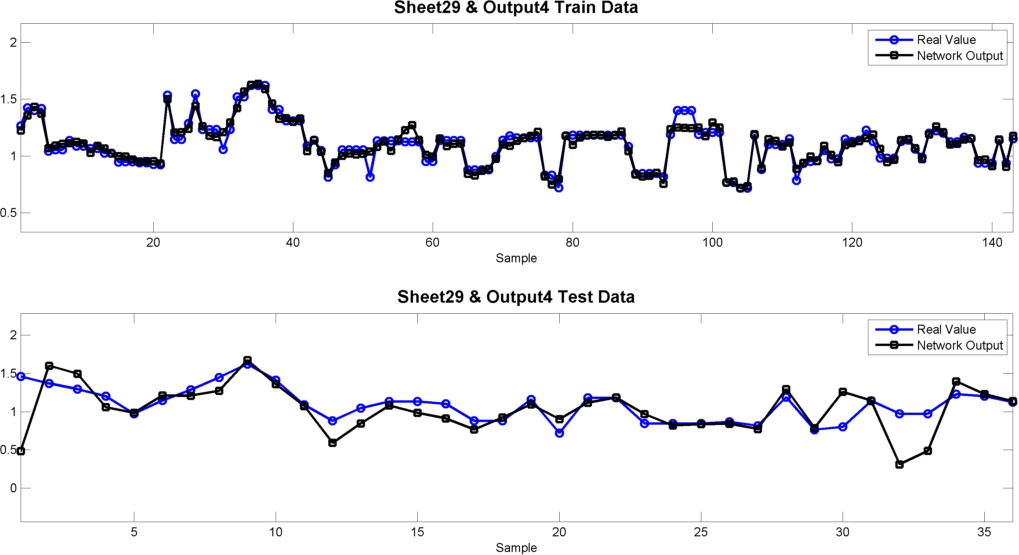 Sheet29 & Output4 Train Data
Real Value
Network Output
2
1.5
1
0.5
20 40 60 80 100 120 140
Sample
Sheet29 & Output4 Test Data
Real Value
Network Output
2
1.5
1
0.5
0
5 10 15 20 25 30 35
Sample